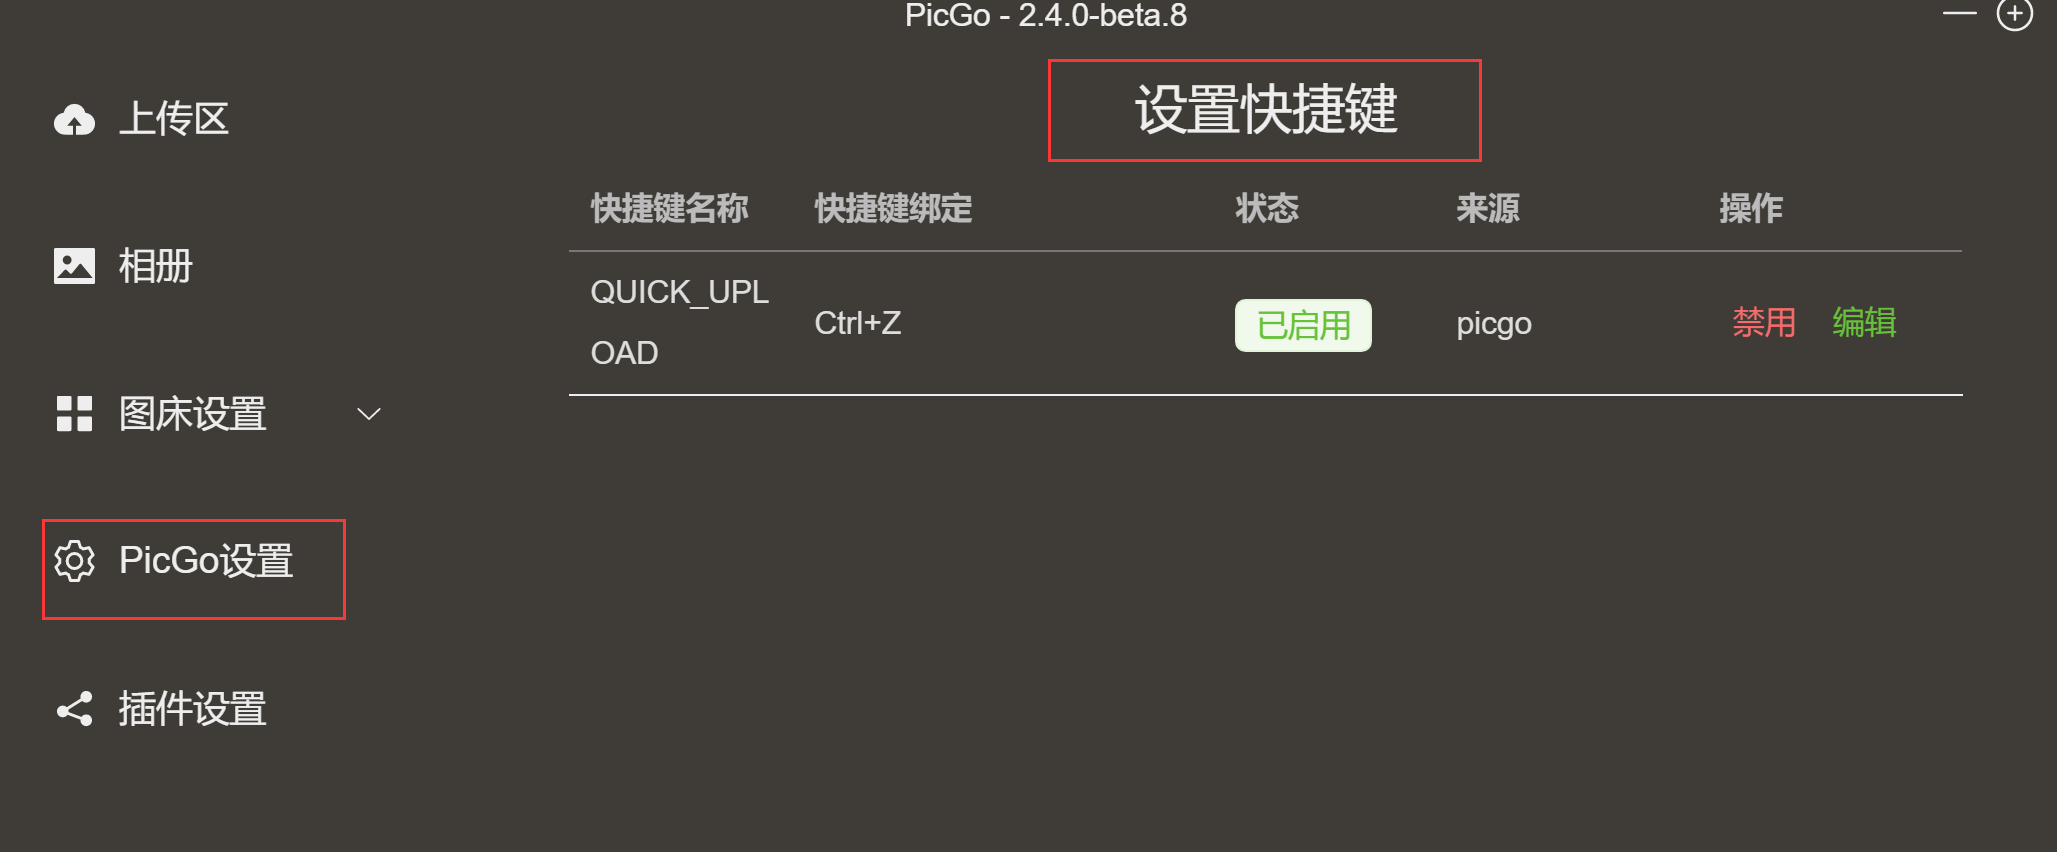 PicGo - 2.4.0-beta.8
上传区
相册
图床设置
PicGo设置
插件设置
设置快捷键
快捷键名称 快捷键绑定 状态 来源 操作
QUICK_UPL
OAD
Ctrl+Z 已启用 picgo 禁用 编辑